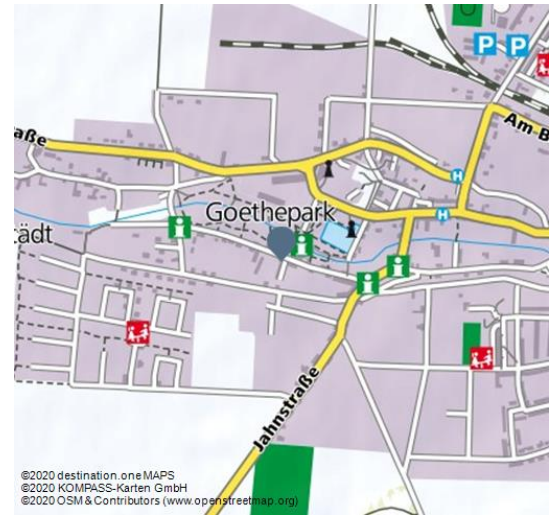 P P
aße
Am B
H
Goethepark
H
tädt
Jahnstraße
©2020 destination.one MAPS
©2020 KOMPASS-Karten GmbH
©2020 OSM & Contributors (www.openstreetmap.org)